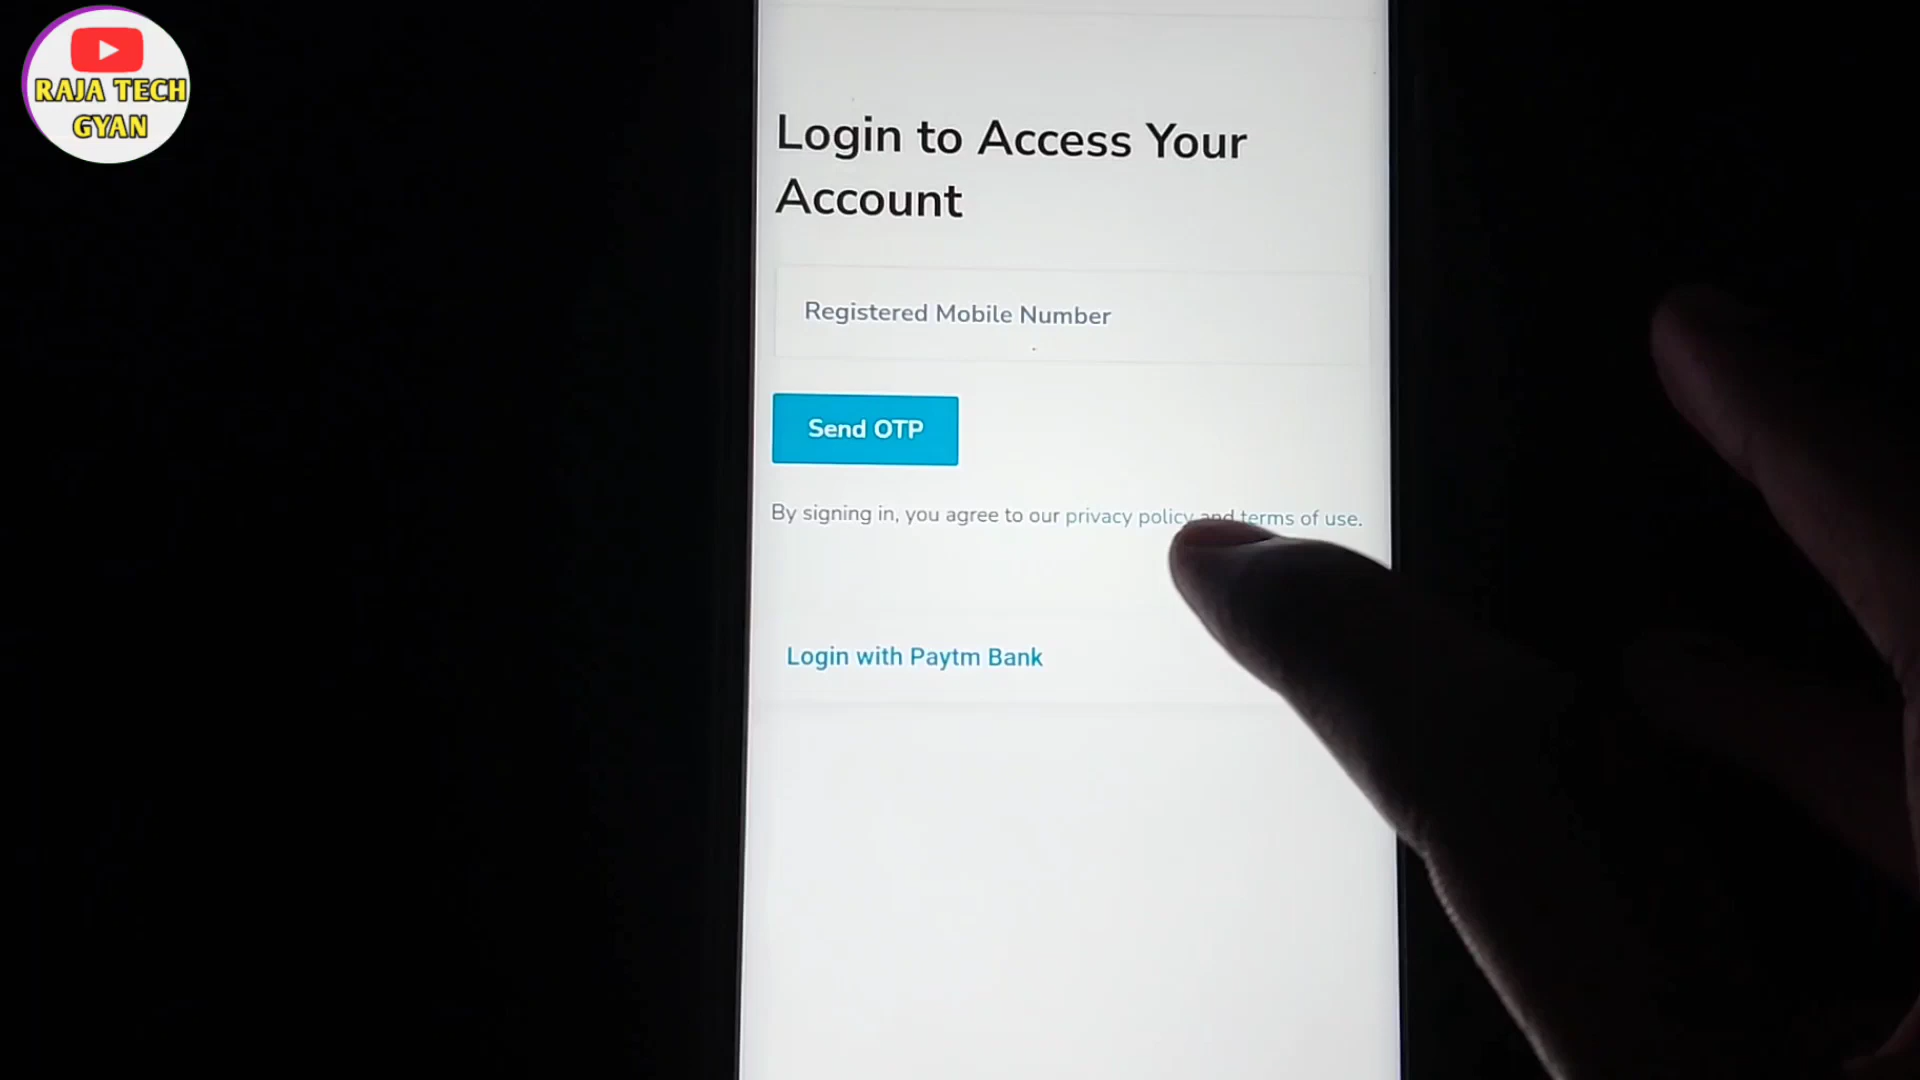 RAJA TECH
GYAN
Login to Access Your
Account
Registered Mobile Number
Send OTP
By signing in, you agree to our privacy policy and terms of use.
Login with Paytm Bank